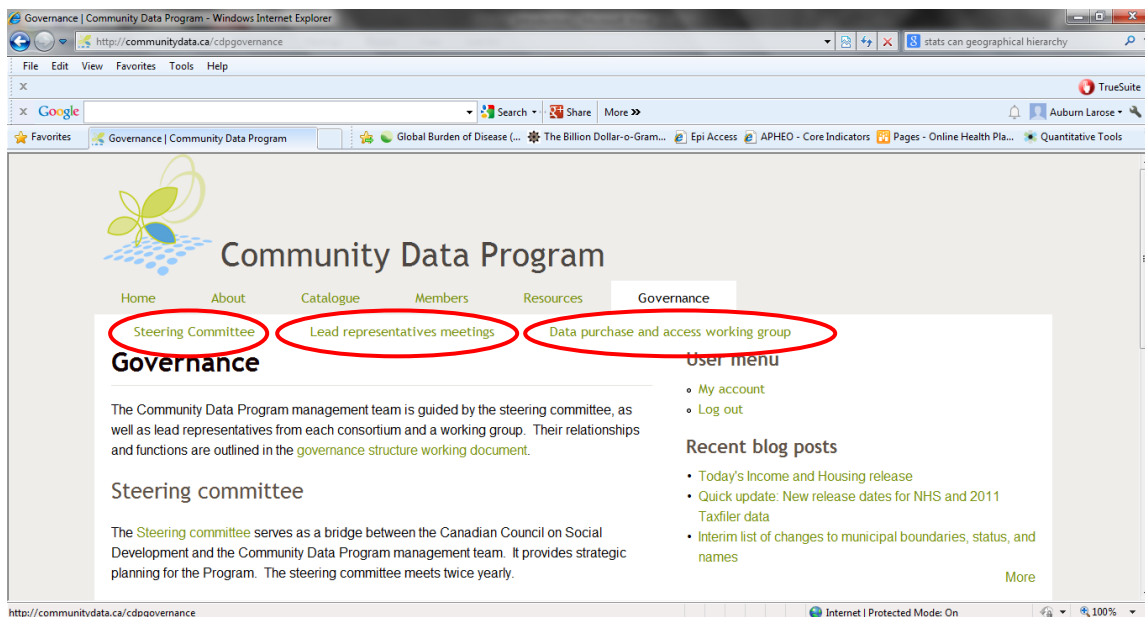 Governance | Community Data Program - Windows Internet Explorer
http://communitydata.ca/cdpgovernance
stats can geographical hierarchy
File Edit View Favorites Tools Help
x
TrueSuite
x Google
Search
Share
More »
Auburn Larose
Favorites
Governance | Community Data Program
Global Burden of Disease (...
The Billion Dollar-o-Gram...
Epi Access
APHEO - Core Indicators
Pages - Online Health Pla...
Quantitative Tools
Community Data Program
Home About Catalogue Members Resources Governance
Steering Committee Lead representatives meetings Data purchase and access working group
Governance
The Community Data Program management team is guided by the steering committee, as
well as lead representatives from each consortium and a working group. Their relationships
and functions are outlined in the governance structure working document.
Steering committee
The Steering committee serves as a bridge between the Canadian Council on Social
Development and the Community Data Program management team. It provides strategic
planning for the Program. The steering committee meets twice yearly.
User menu
My account
Log out
Recent blog posts
• Today's Income and Housing release
• Quick update: New release dates for NHS and 2011
Taxfiler data
• Interim list of changes to municipal boundaries, status, and
names
More
http://communitydata.ca/cdpgovernance
Internet | Protected Mode: On
100%